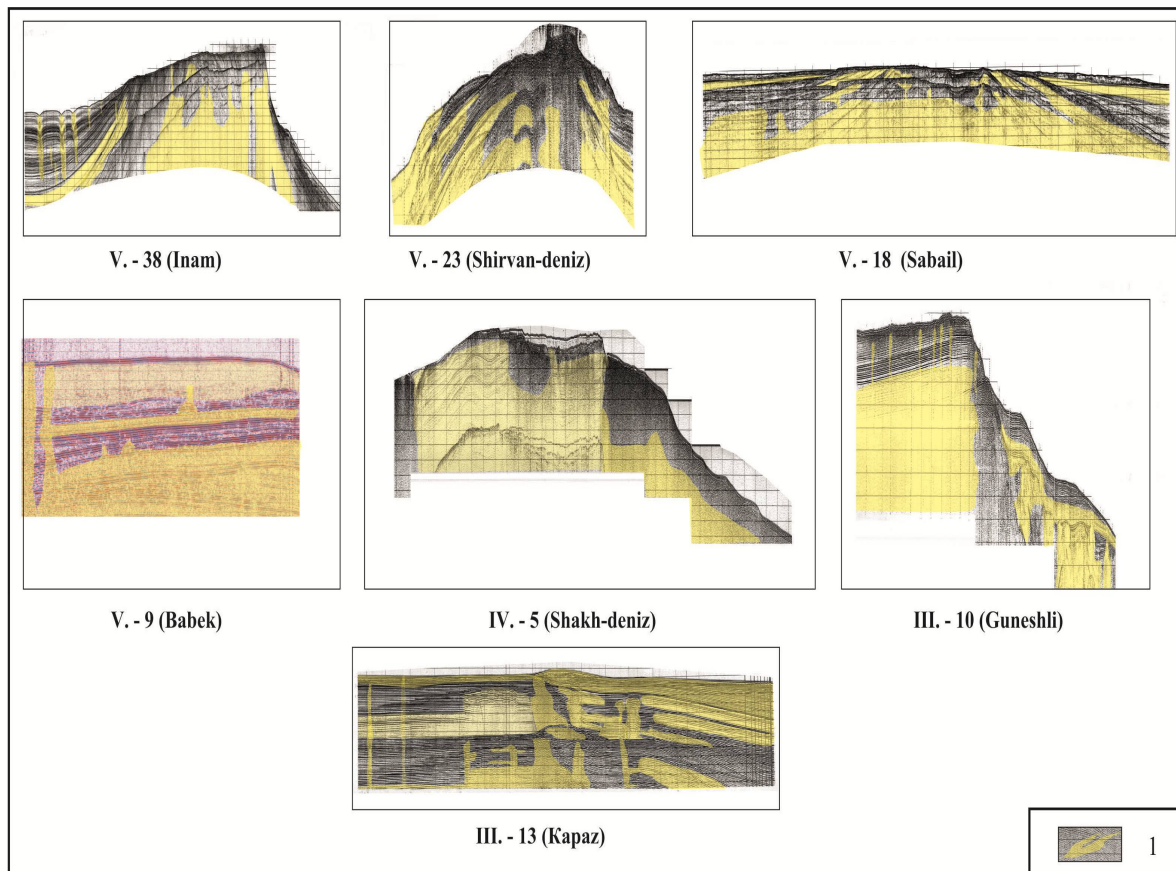 V. - 38 (Inam)
V. - 23 (Shirvan-deniz)
V. - 18 (Sabail)
V. - 9 (Babek)
IV. - 5 (Shakh-deniz)
III. - 10 (Guneshli)
III. - 13 (Kapaz)
1